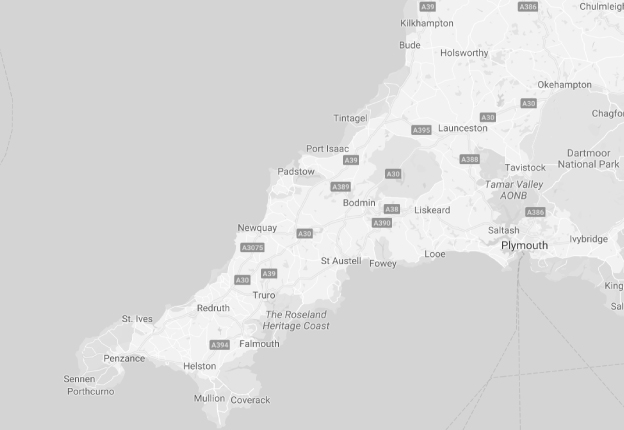 A39
A386
Chulmleigh
Kilkhampton
Bude
Holsworthy
Okehampton
A30
Chagfo
A30
Tintagel
A395
Launceston
Port Isaac
A39
A388
Dartmoor
National Park
Padstow
A30
Tavistock
A389
Tamar Valley
AONB
Bodmin
A38
Liskeard
A386
A390
Newquay
A30
Saltash
Ivybridge
A3075
Plymouth
Looe
St Austell
Fowey
A39
A30
King
Truro
Sal
Redruth
The Roseland
Heritage Coast
St. Ives
A394
Falmouth
Penzance
Helston
Sennen
Porthcurno
Mullion
Coverack